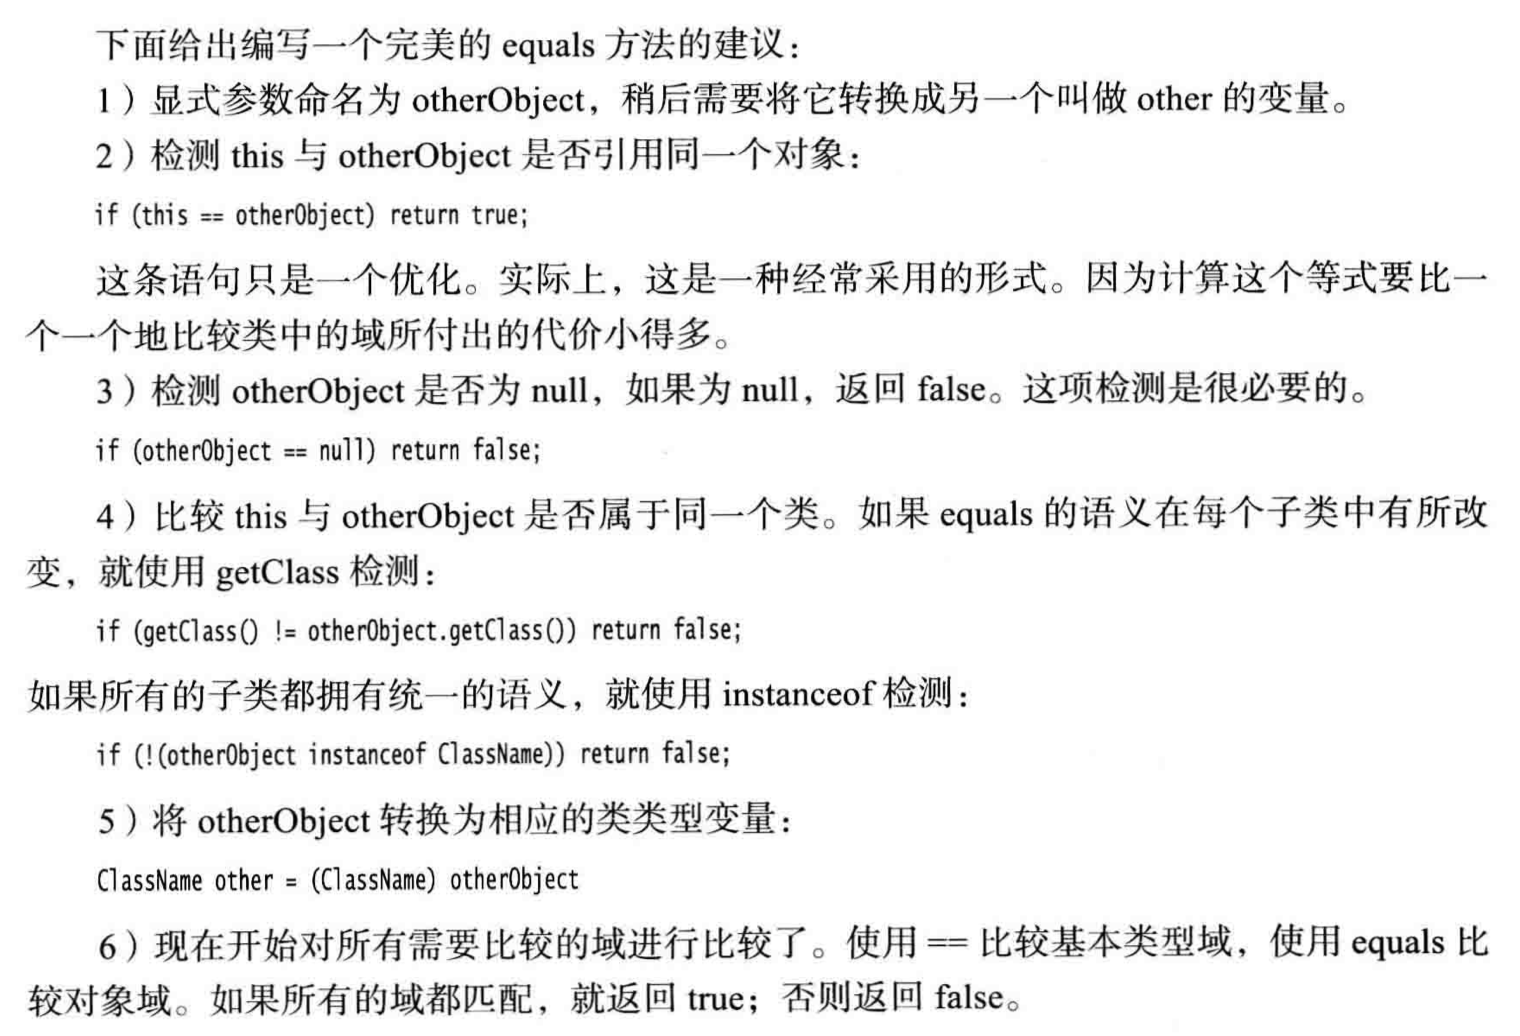 下面给出编写一个完美的 equals 方法的建议：
1）显式参数命名为 otherObject，稍后需要将它转换成另一个叫做 other 的变量。
2）检测 this 与 otherObject 是否引用同一个对象：
if (this == otherObject) return true;
这条语句只是一个优化。实际上，这是一种经常采用的形式。因为计算这个等式要比一
个一个地比较类中的域所付出的代价小得多。
3）检测 otherObject 是否为 null，如果为 null，返回 false。这项检测是很必要的。
if (otherObject == null) return false;
4）比较 this 与 otherObject 是否属于同一个类。如果 equals 的语义在每个子类中有所改
变，就使用 getClass 检测：
if (getClass() != otherObject.getClass()) return false;
如果所有的子类都拥有统一的语义，就使用 instanceof 检测：
if (!(otherObject instanceof ClassName)) return false;
5）将 otherObject 转换为相应的类类型变量：
ClassName other = (ClassName) otherObject
6）现在开始对所有需要比较的域进行比较了。使用 == 比较基本类型域，使用 equals 比
较对象域。如果所有的域都匹配，就返回 true；否则返回 false。